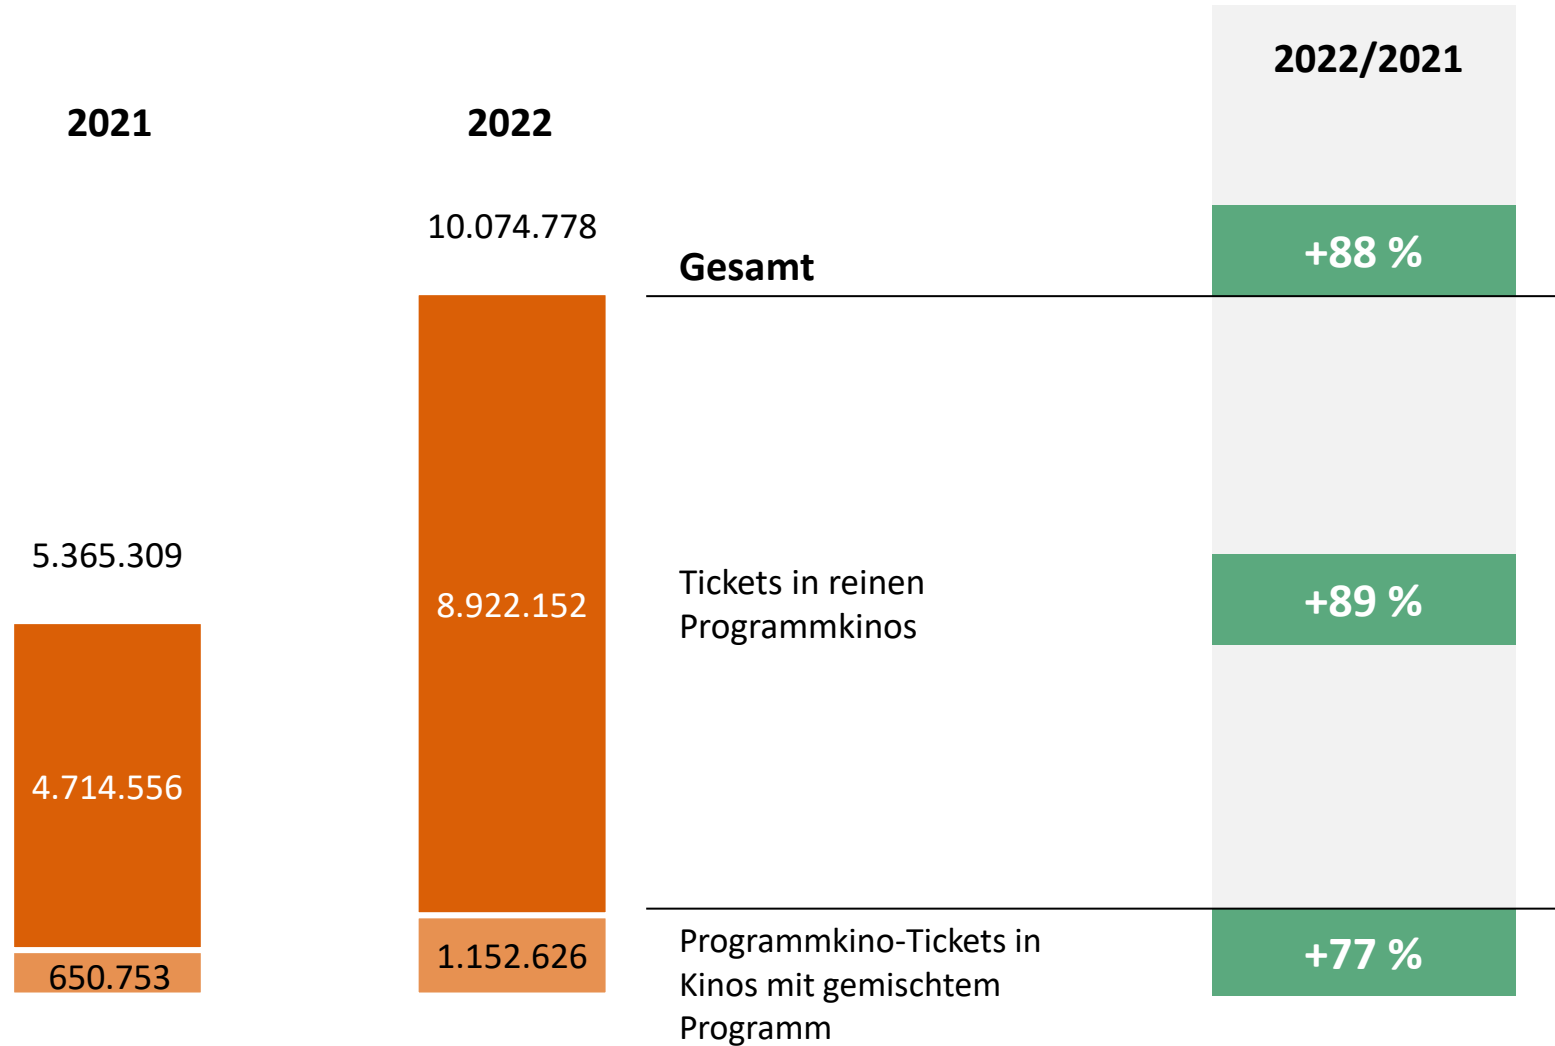 2022/2021
2021
2022
10.074.778
Gesamt
+88 %
5.365.309
8.922.152
Tickets in reinen
Programmkinos
+89 %
4.714.556
650.753
1.152.626
Programmkino-Tickets in
Kinos mit gemischtem
Programm
+77 %